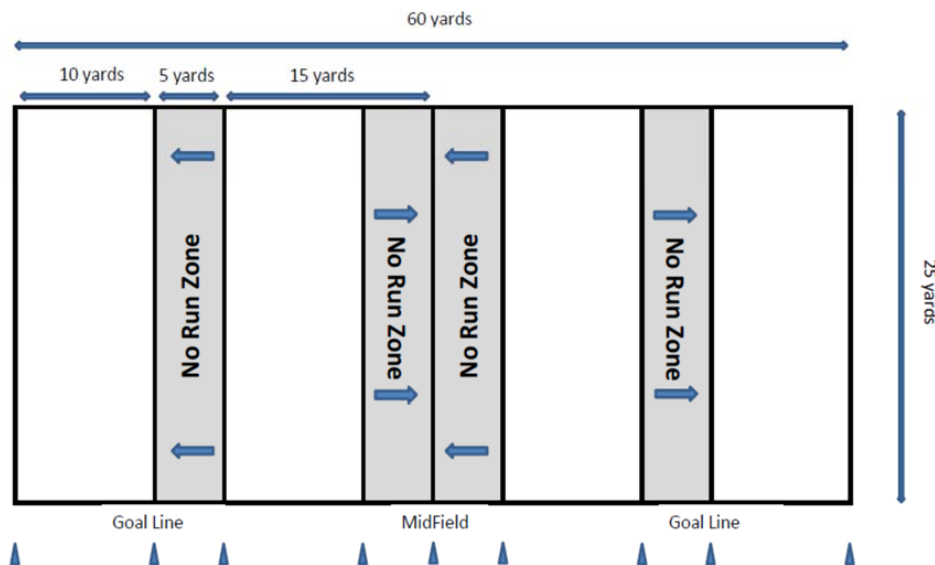 60 yards
10 yards
5 yards
15 yards
No Run Zone
No Run Zone
No Run Zone
No Run Zone
25 yards
Goal Line
MidField
Goal Line